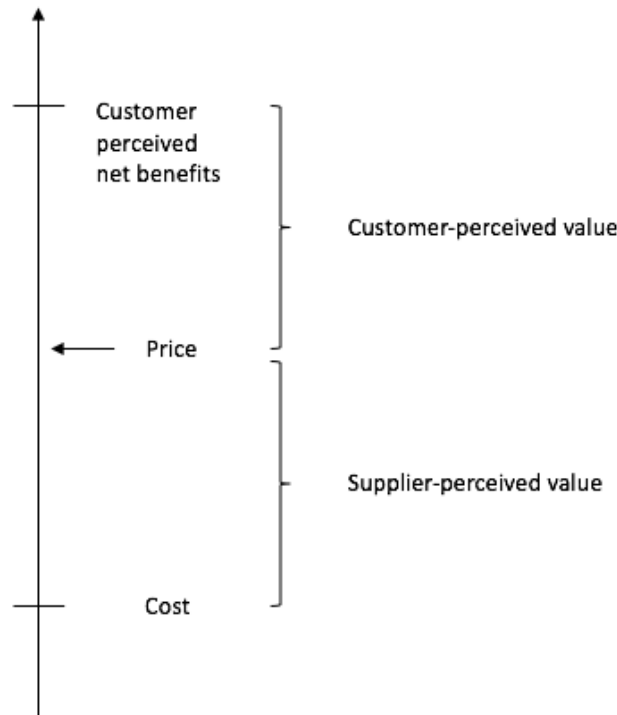 Customer
perceived
net benefits
Customer-perceived value
Price
Supplier-perceived value
Cost